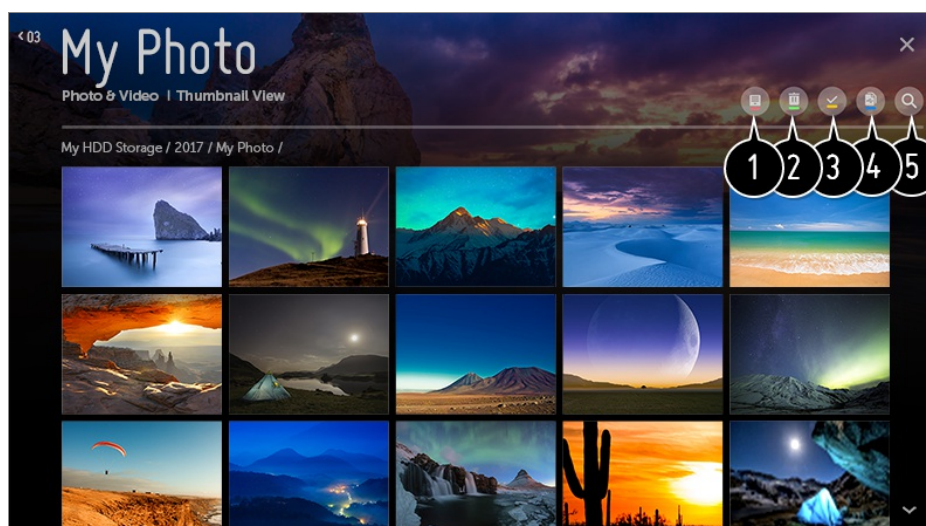 < 03
My Photo
Photo & Video | Thumbnail View
My HDD Storage / 2017 / My Photo /
1 2 3 4 5